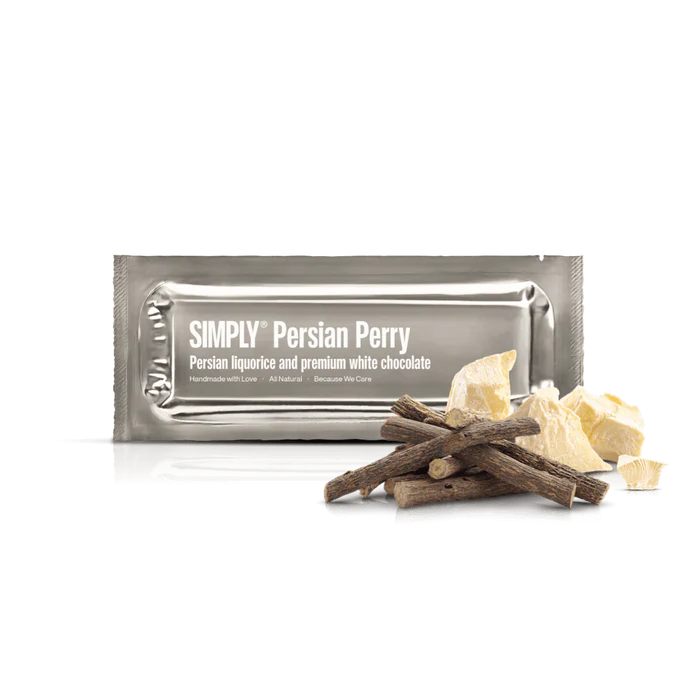 SIMPLY® Persian Perry
Persian liquorice and premium white chocolate
Handmade with Love · All Natural · Because We Care